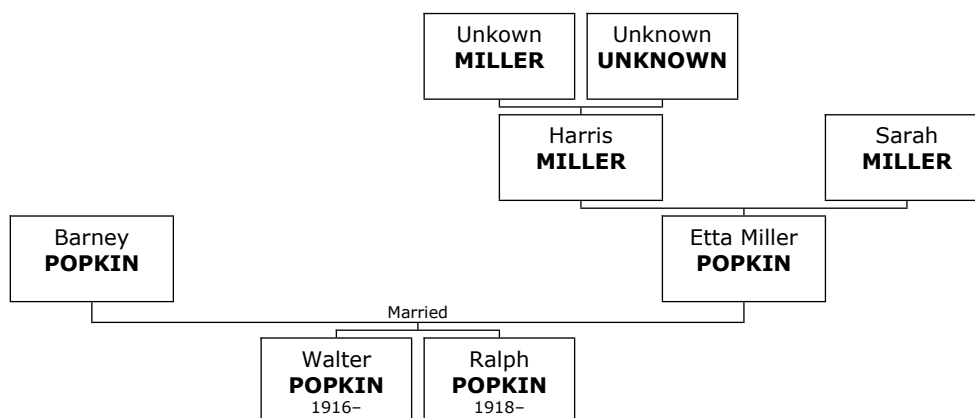 Unkown
MILLER
Unknown
UNKNOWN
Harris
MILLER
Sarah
MILLER
Barney
POPKIN
Etta Miller
POPKIN
Married
Walter
POPKIN
1916–
Ralph
POPKIN
1918–